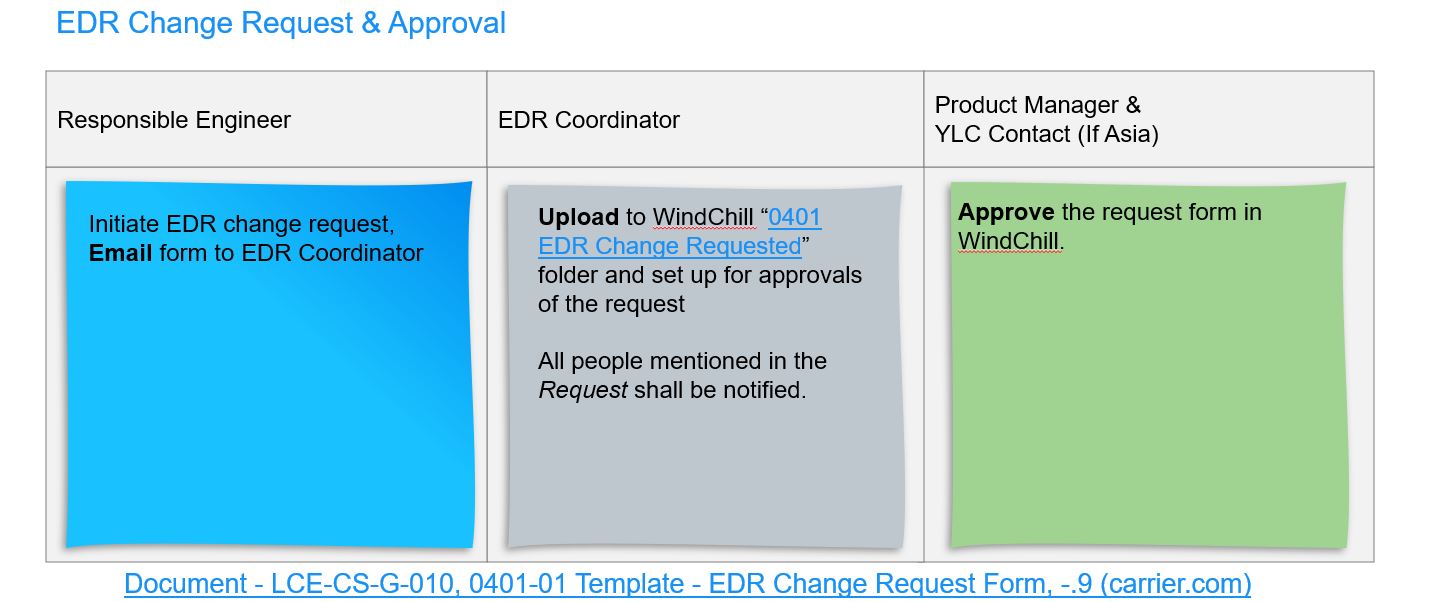 EDR Change Request & Approval
Responsible Engineer
EDR Coordinator
Product Manager &
YLC Contact (If Asia)
Initiate EDR change request,
Email form to EDR Coordinator
Upload to WindChill “0401
EDR Change Requested”
folder and set up for approvals
of the request
All people mentioned in the
Request shall be notified.
Approve the request form in
WindChill.
Document - LCE-CS-G-010, 0401-01 Template - EDR Change Request Form, -.9 (carrier.com)